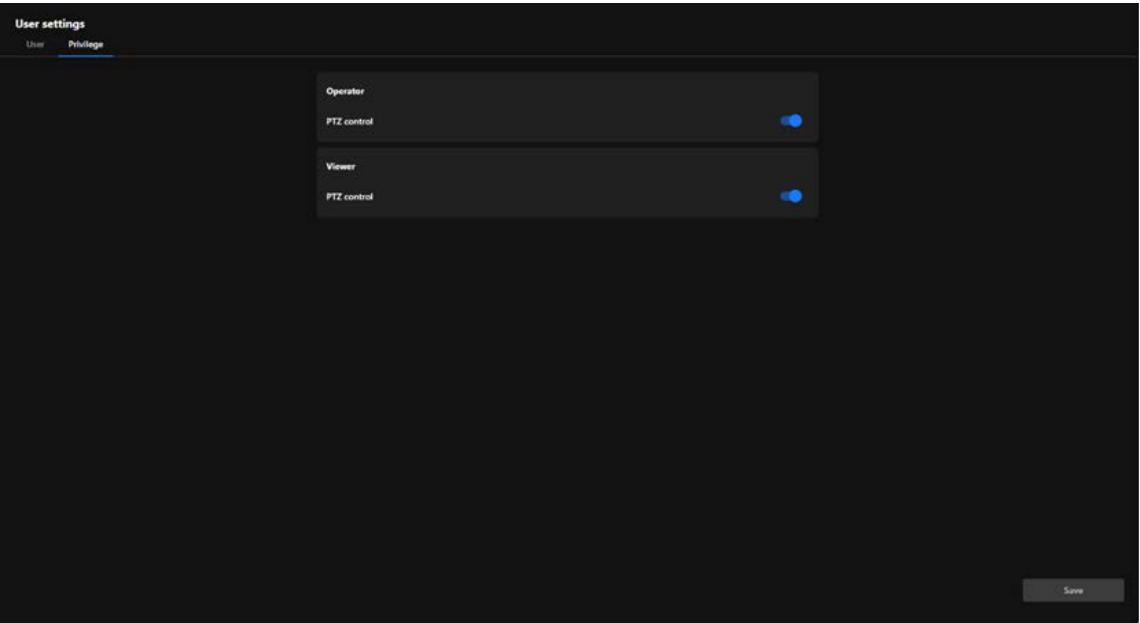 User settings
User Privilege
Operator
PTZ control
Viewer
PTZ control
Save